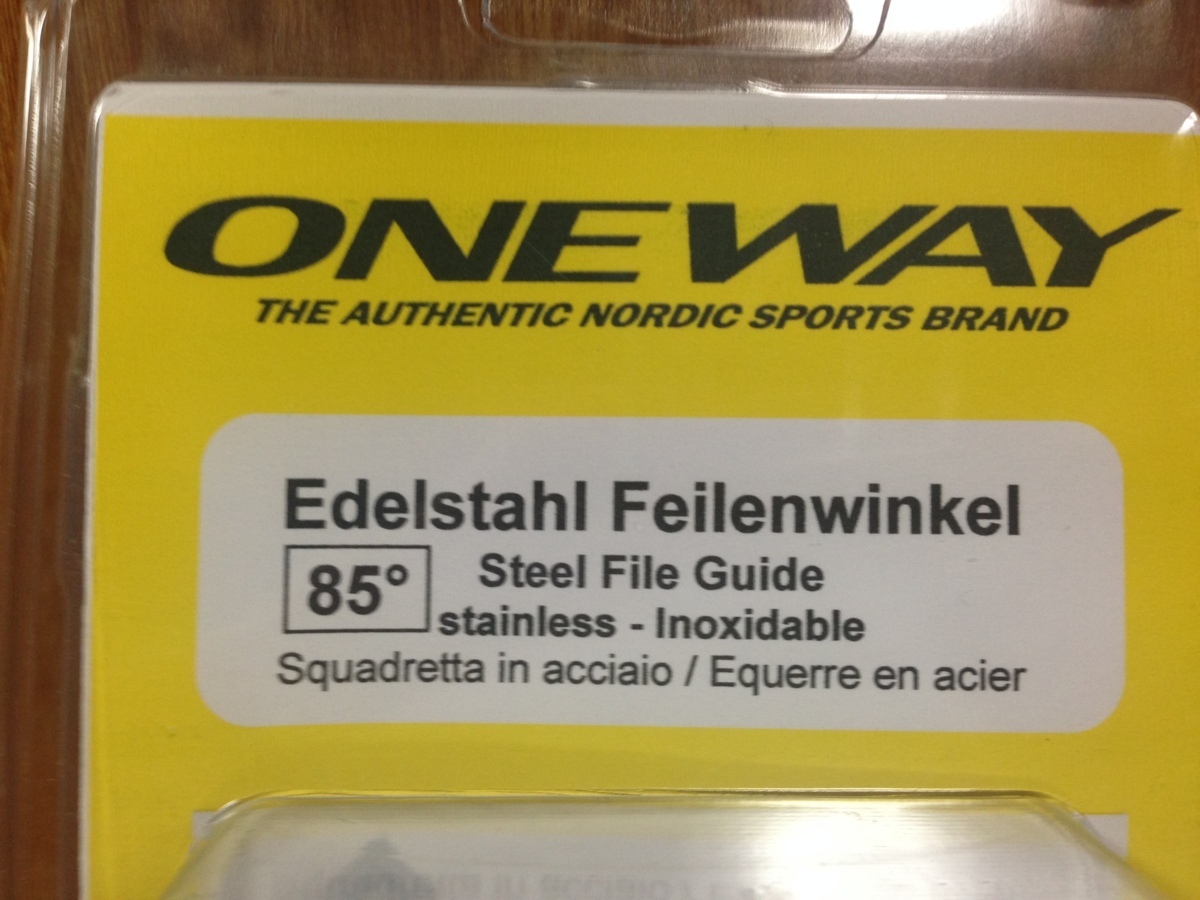 ONEWAY
THE AUTHENTIC NORDIC SPORTS BRAND
Edelstahl Feilenwinkel
85° Steel File Guide
stainless - Inoxidable
Squadretta in acciaio / Equerre en acier